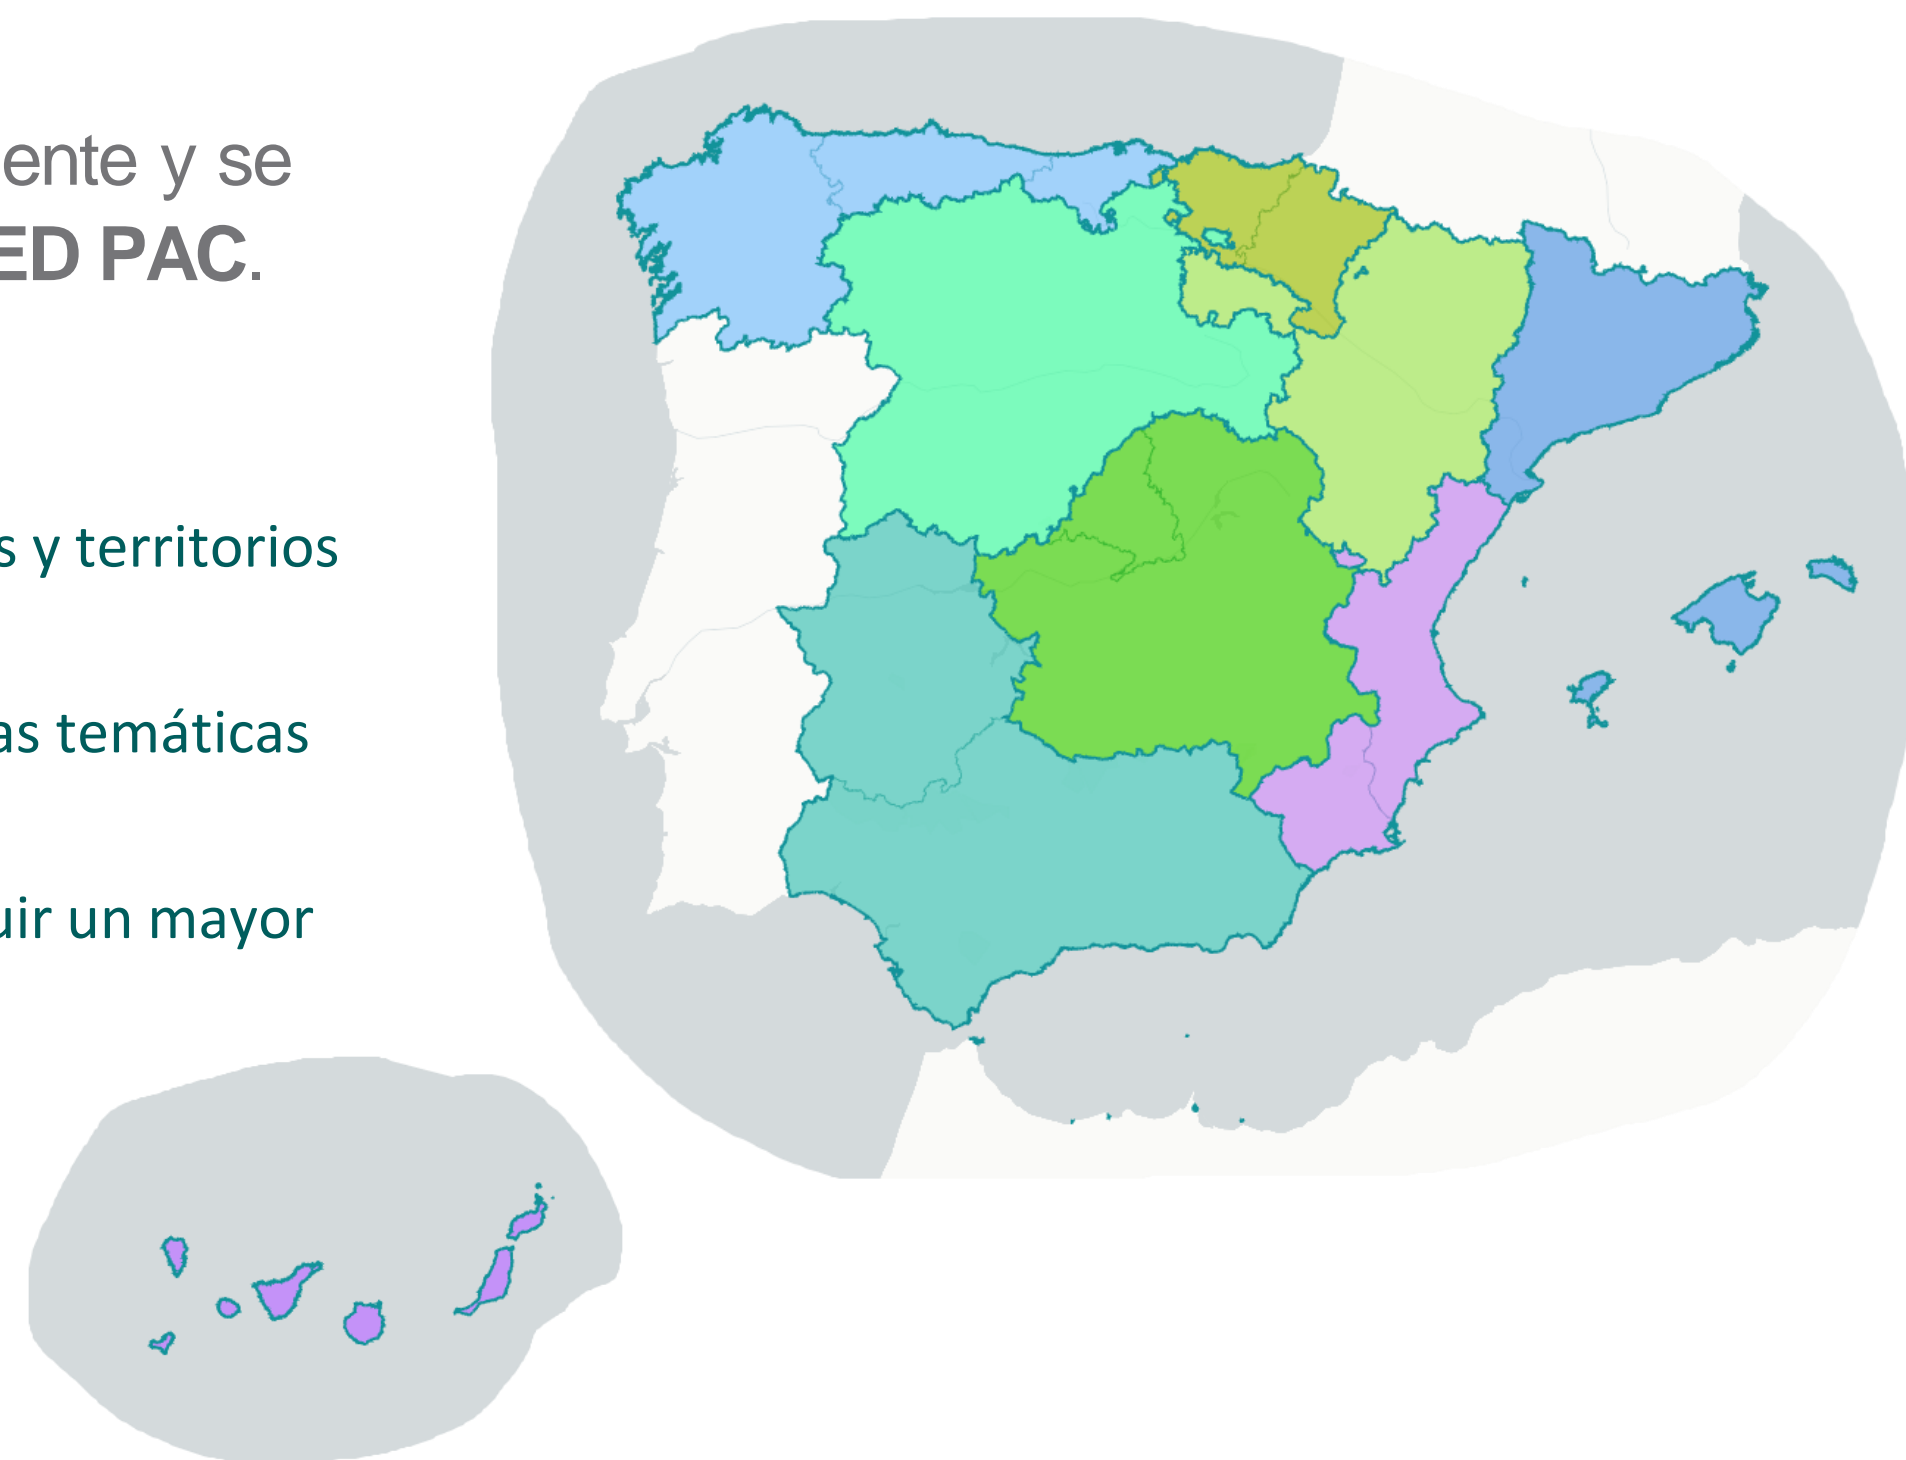 ente y se
ED PAC.
s y territorios
as temáticas
uir un mayor